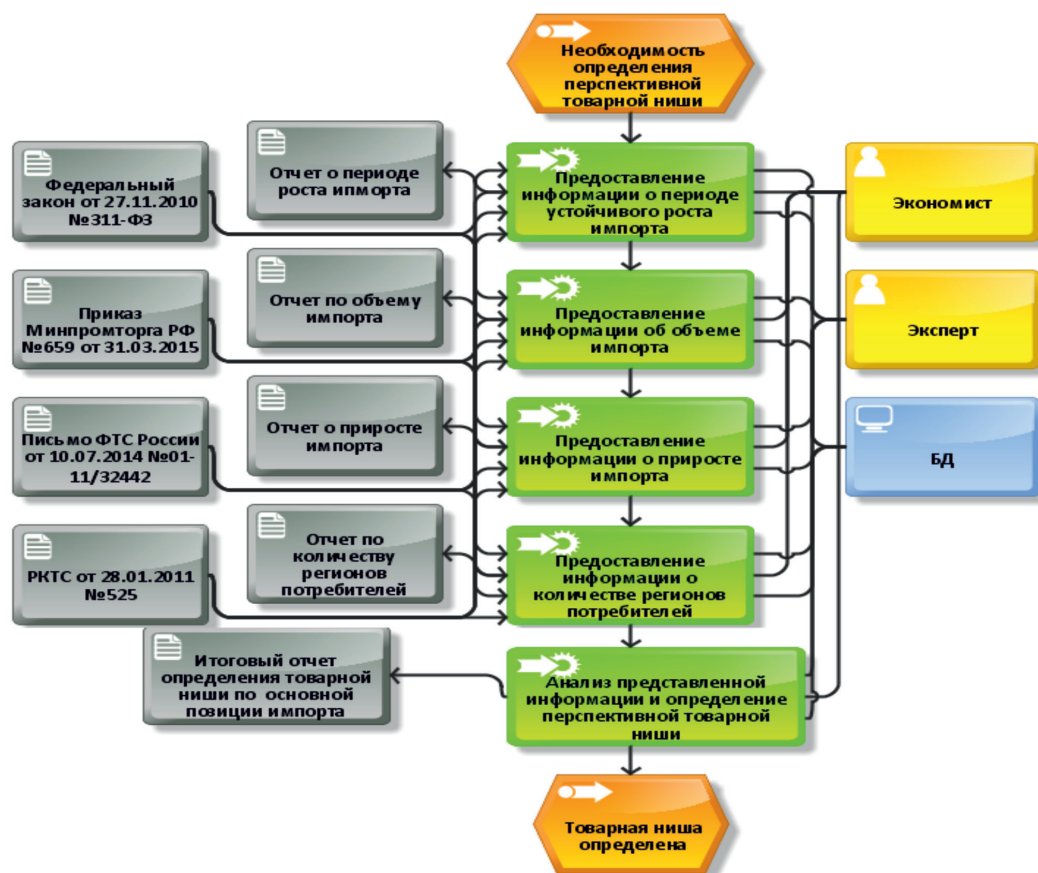 Необходимость
определения
перспективной
товарной ниши
Федеральный
закон от 27.11.2010
№311-ФЗ
Отчет о периоде
роста ипморта
Предоставление
информации о периоде
устойчивого роста
импорта
Экономист
Приказ
Минпромторга РФ
№659 от 31.03.2015
Отчет по объему
импорта
Предоставление
информации об объеме
импорта
Эксперт
Письмо ФТС России
от 10.07.2014 №01-
11/32442
Отчет о приросте
импорта
Предоставление
информации о приросте
импорта
БД
РКТС от 28.01.2011
№525
Отчет по
количеству
регионов
потребителей
Предоставление
информации о
количестве регионов
потребителей
Итоговый отчет
определения товарной
ниши по основной
позиции импорта
Анализ представленной
информации и определение
перспективной товарной
ниши
Товарная ниша
определена